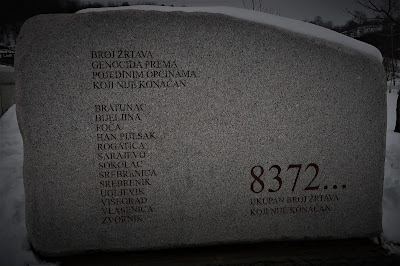 BROJ ŽRTAVA
GENOCIDA PREMA
POJEDINIM OPĆINAMA
KOJI NIJE KONAČAN
BRATUNAC
BIJELJINA
FOČA
HAN PIJESAK
ROGATICA
SARAJEVO
SOKOLAC
SREBRENICA
SREBRENIK
UGLJEVIK
VIŠEGRAD
VLASENICA
ZVORNIK
8372...
UKUPAN BROJ ŽRTAVA
KOJI NIJE KONAČAN